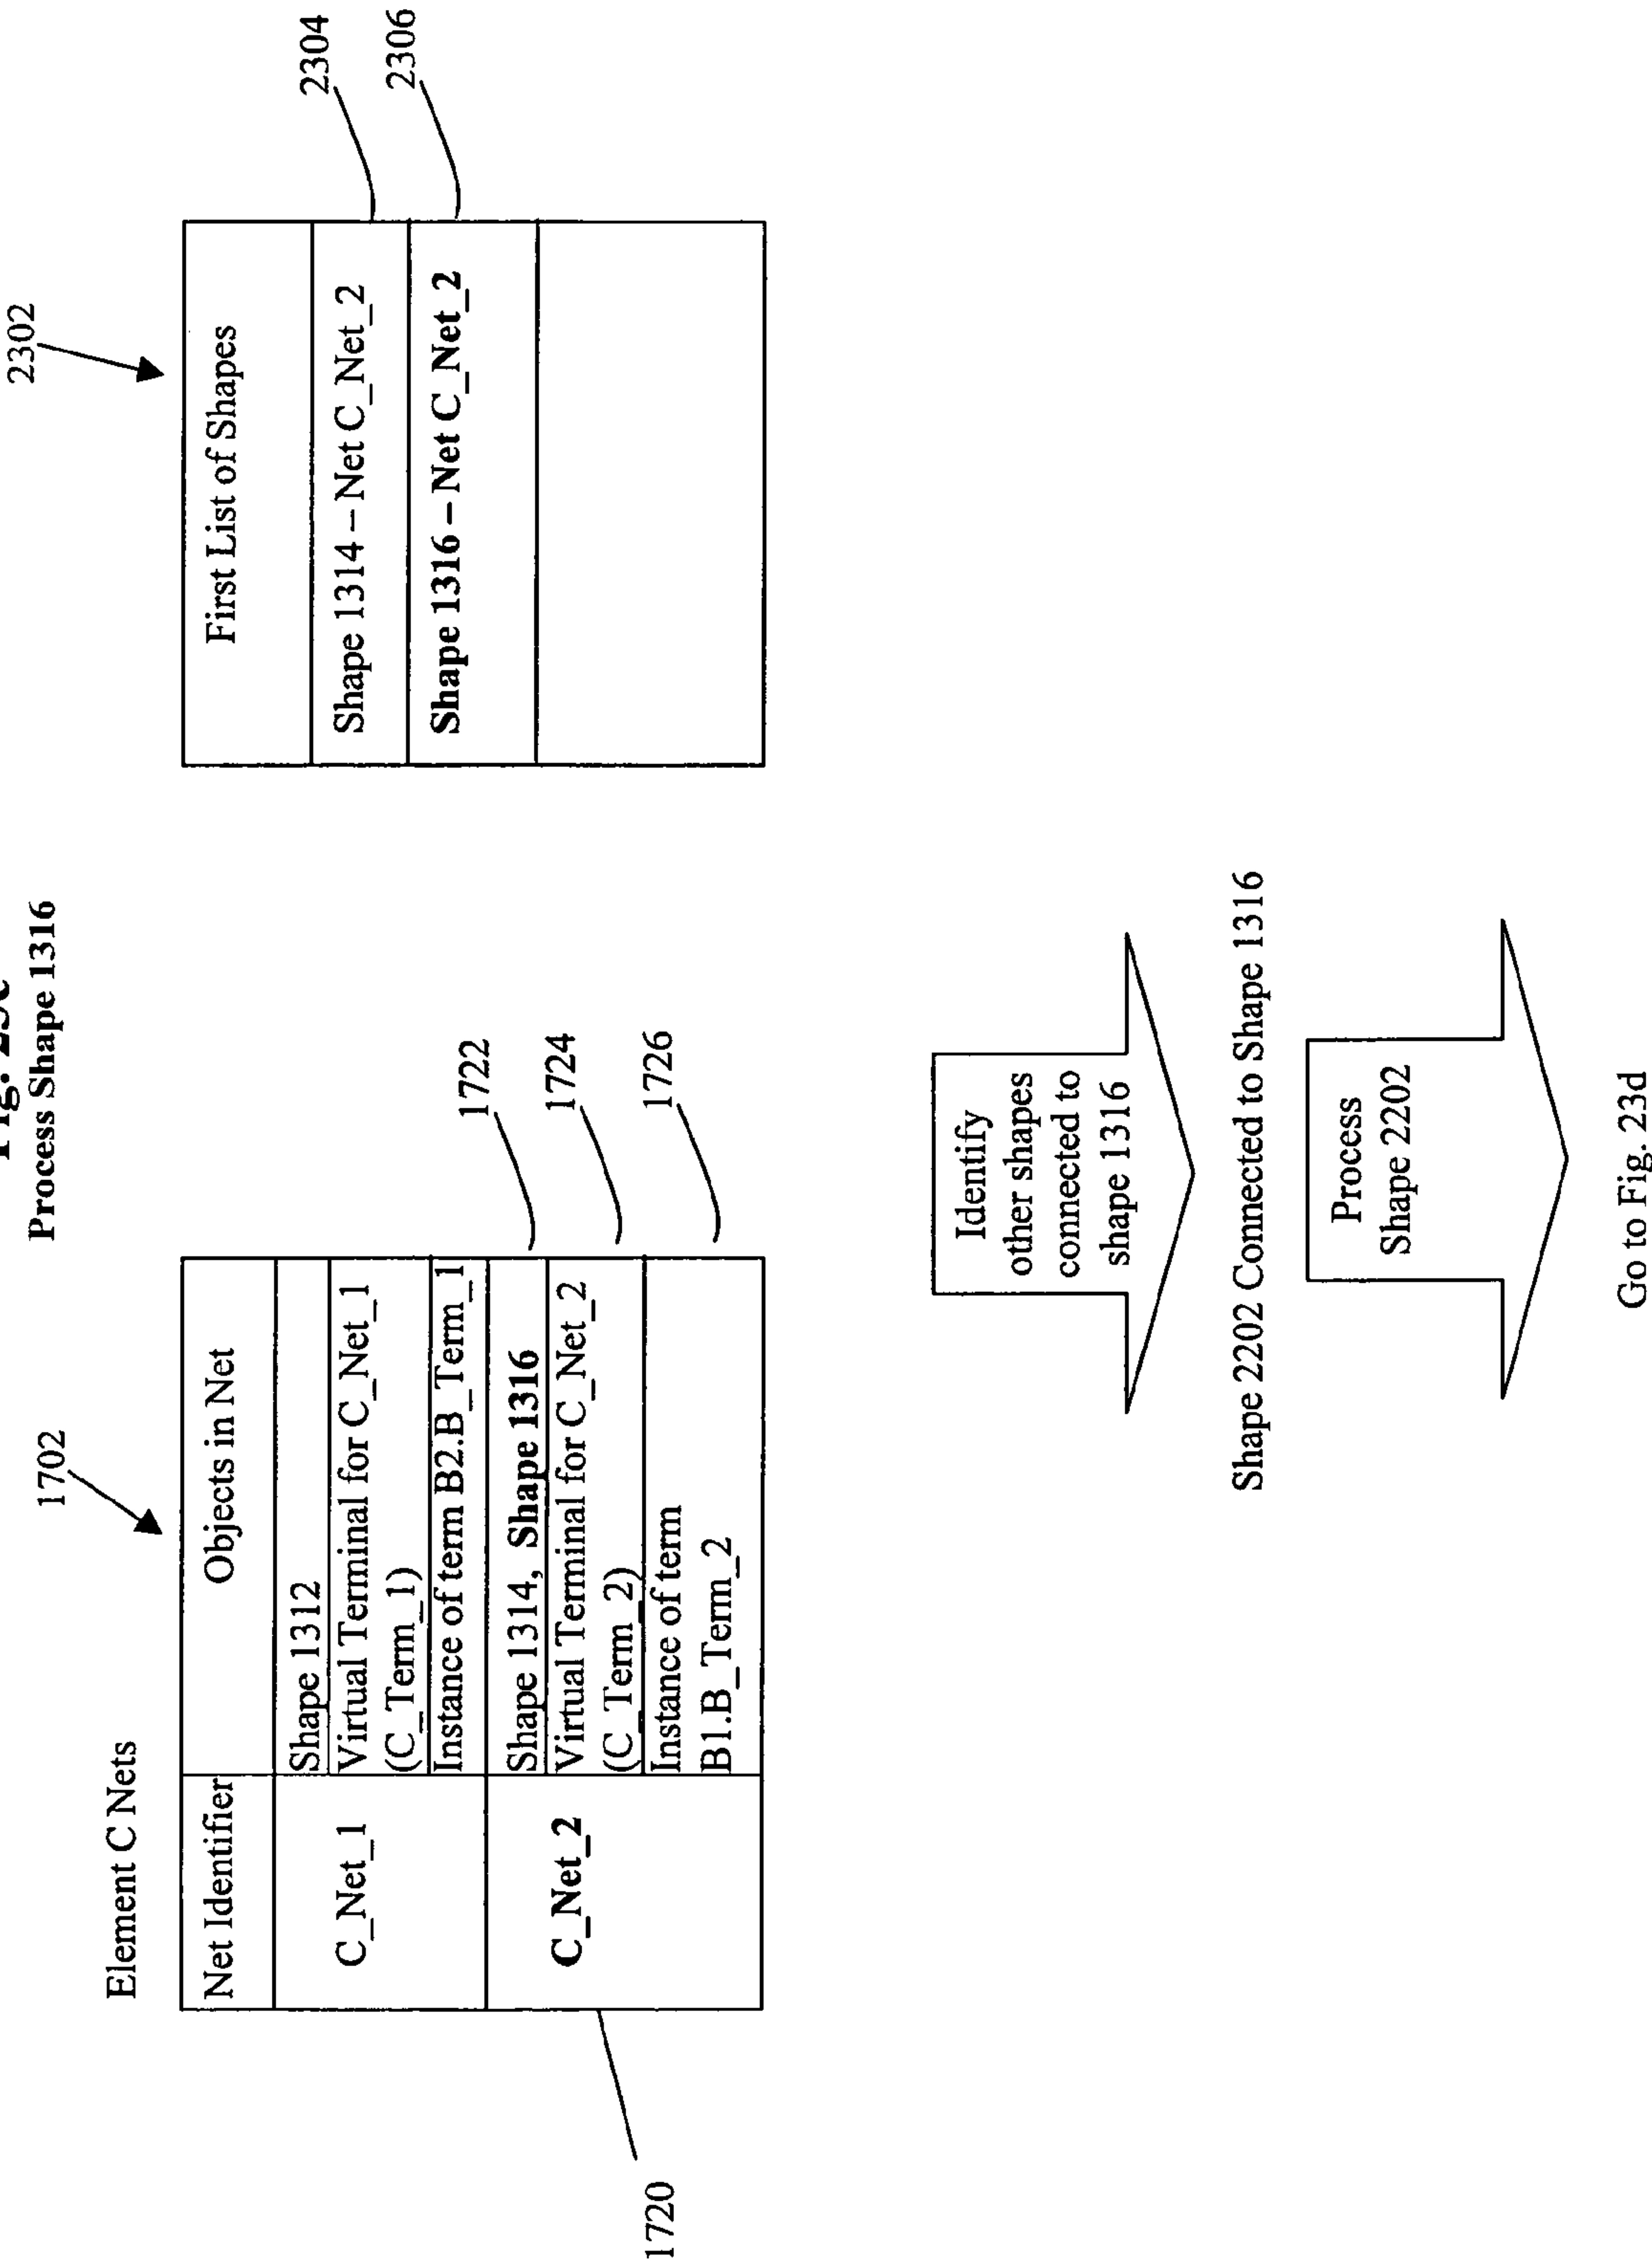 Process Shape 1316
Element C Nets
1702
Net Identifier
Objects in Net
C_Net_1
Shape 1312
Virtual Terminal for C_Net_1
(C_Term_1)
Instance of term B2.B_Term_1
C_Net_2
Shape 1314, Shape 1316
Virtual Terminal for C_Net_2
(C_Term_2)
Instance of term
B1.B_Term_2
1720
1722
1724
1726
2302
First List of Shapes
Shape 1314 – Net C_Net_2
Shape 1316 – Net C_Net_2
2304
2306
Identify
other shapes
connected to
shape 1316
Shape 2202 Connected to Shape 1316
Process
Shape 2202
Go to Fig. 23d